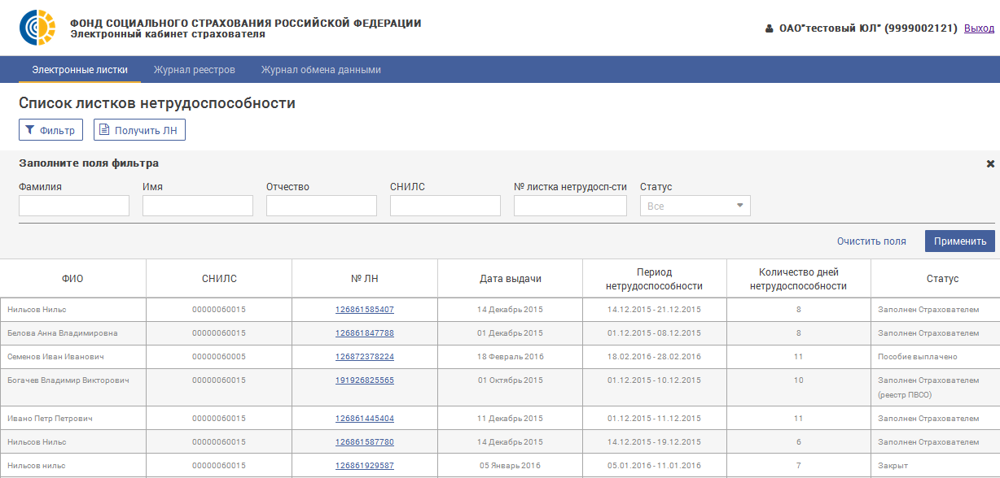 ФОНД СОЦИАЛЬНОГО СТРАХОВАНИЯ РОССИЙСКОЙ ФЕДЕРАЦИИ
Электронный кабинет страхователя
ОАО"тестовый ЮЛ" (9999002121) Выход
Электронные листки Журнал реестров Журнал обмена данными
Список листков нетрудоспособности
Фильтр Получить ЛН
Заполните поля фильтра
Фамилия Имя Отчество СНИЛС № листка нетрудосп-сти Статус
Все
Очистить поля Применить
ФИО СНИЛС № ЛН Дата выдачи Период нетрудоспособности Количество дней нетрудоспособности Статус
Нильсов Нильс 00000060015 126861585407 14 Декабрь 2015 14.12.2015 - 21.12.2015 8 Заполнен Страхователем
Белова Анна Владимировна 00000060015 126861847788 01 Декабрь 2015 01.12.2015 - 08.12.2015 8 Заполнен Страхователем
Семенов Иван Иванович 00000060005 126872378224 18 Февраль 2016 18.02.2016 - 28.02.2016 11 Пособие выплачено
Богачев Владимир Викторович 00000060015 191926825565 01 Октябрь 2015 01.12.2015 - 10.12.2015 10 Заполнен Страхователем
(реестр ПВСО)
Ивано Петр Петрович 00000060015 126861445404 11 Декабрь 2015 01.12.2015 - 11.12.2015 11 Заполнен Страхователем
Нильсов Нильс 00000060015 126861587780 14 Декабрь 2015 14.12.2015 - 19.12.2015 6 Заполнен Страхователем
Нильсов нильс 00000060015 126861929587 05 Январь 2016 05.01.2016 - 11.01.2016 7 Закрыт